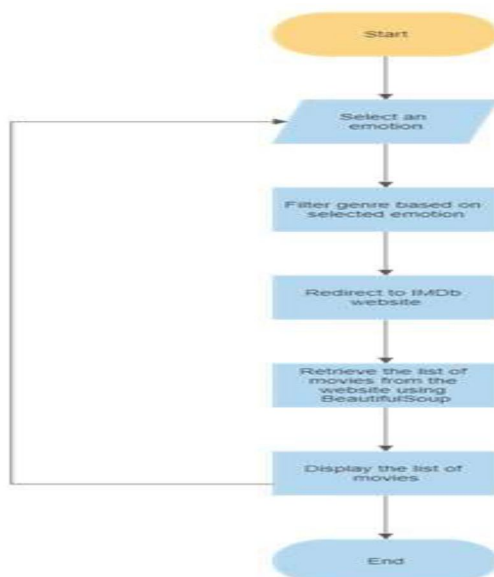 Start
Select an
emotion
Filter genre based on
selected emotion
Redirect to IMDb
website
Retrieve the list of
movies from the
website using
BeautifulSoup
Display the list of
movies
End